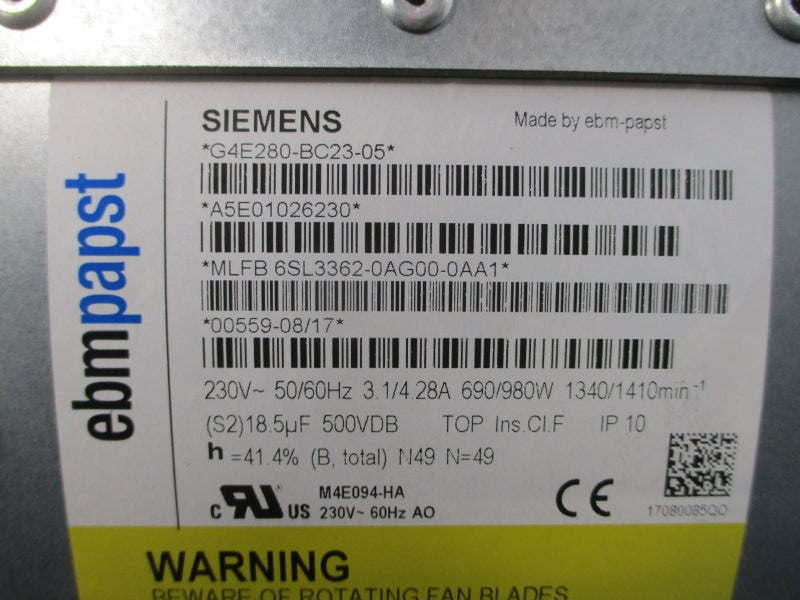 ebmpapst
SIEMENS
Made by ebm-papst
*G4E280-BC23-05*
*A5E01026230*
*MLFB 6SL3362-0AG00-0AA1*
*00559-08/17*
230V~ 50/60Hz 3.1/4.28A 690/980W 1340/1410min⁻¹
(S2)18.5µF 500VDB TOP Ins.Cl.F IP 10
h =41.4% (B, total) N49 N=49
c RU US
M4E094-HA
230V~ 60Hz AO
CE
17080085QO
WARNING
BEWARE OF ROTATING FAN BLADES